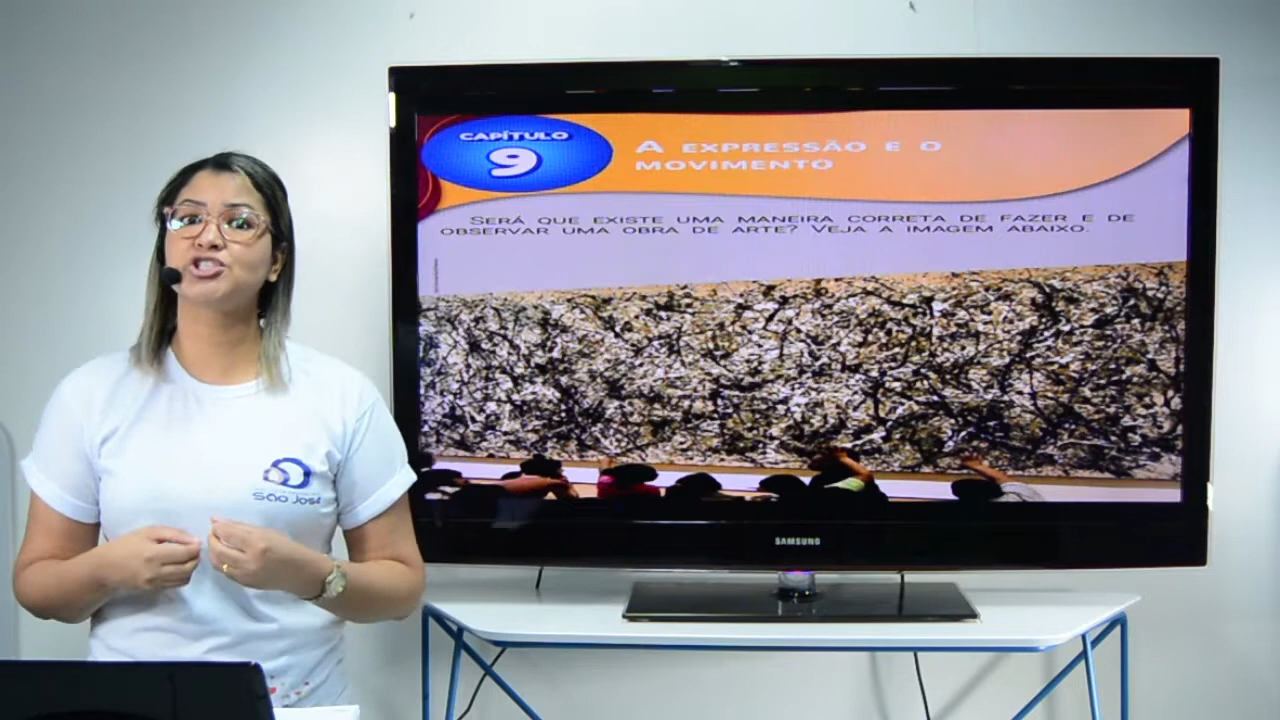 CAPÍTULO
9
A EXPRESSÃO E O
MOVIMENTO
SERÁ QUE EXISTE UMA MANEIRA CORRETA DE FAZER E DE
OBSERVAR UMA OBRA DE ARTE? VEJA A IMAGEM ABAIXO.
São José
SAMSUNG